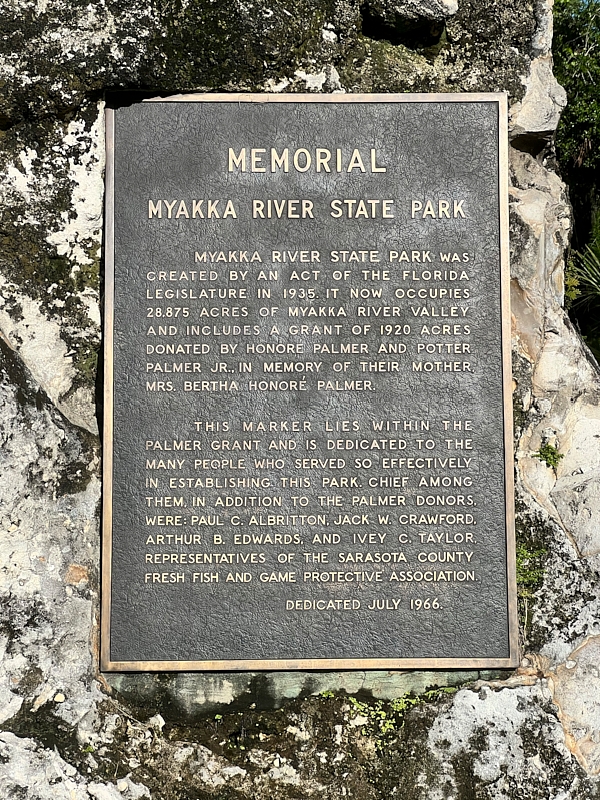 MEMORIAL
MYAKKA RIVER STATE PARK
MYAKKA RIVER STATE PARK WAS
CREATED BY AN ACT OF THE FLORIDA
LEGISLATURE IN 1935. IT NOW OCCUPIES
28,875 ACRES OF MYAKKA RIVER VALLEY
AND INCLUDES A GRANT OF 1920 ACRES
DONATED BY HONORÉ PALMER AND POTTER
PALMER JR., IN MEMORY OF THEIR MOTHER,
MRS. BERTHA HONORÉ PALMER.
THIS MARKER LIES WITHIN THE
PALMER GRANT AND IS DEDICATED TO THE
MANY PEOPLE WHO SERVED SO EFFECTIVELY
IN ESTABLISHING THIS PARK. CHIEF AMONG
THEM, IN ADDITION TO THE PALMER DONORS,
WERE: PAUL C. ALBRITTON, JACK W. CRAWFORD,
ARTHUR B. EDWARDS, AND IVEY C. TAYLOR,
REPRESENTATIVES OF THE SARASOTA COUNTY
FRESH FISH AND GAME PROTECTIVE ASSOCIATION.
DEDICATED JULY 1966.